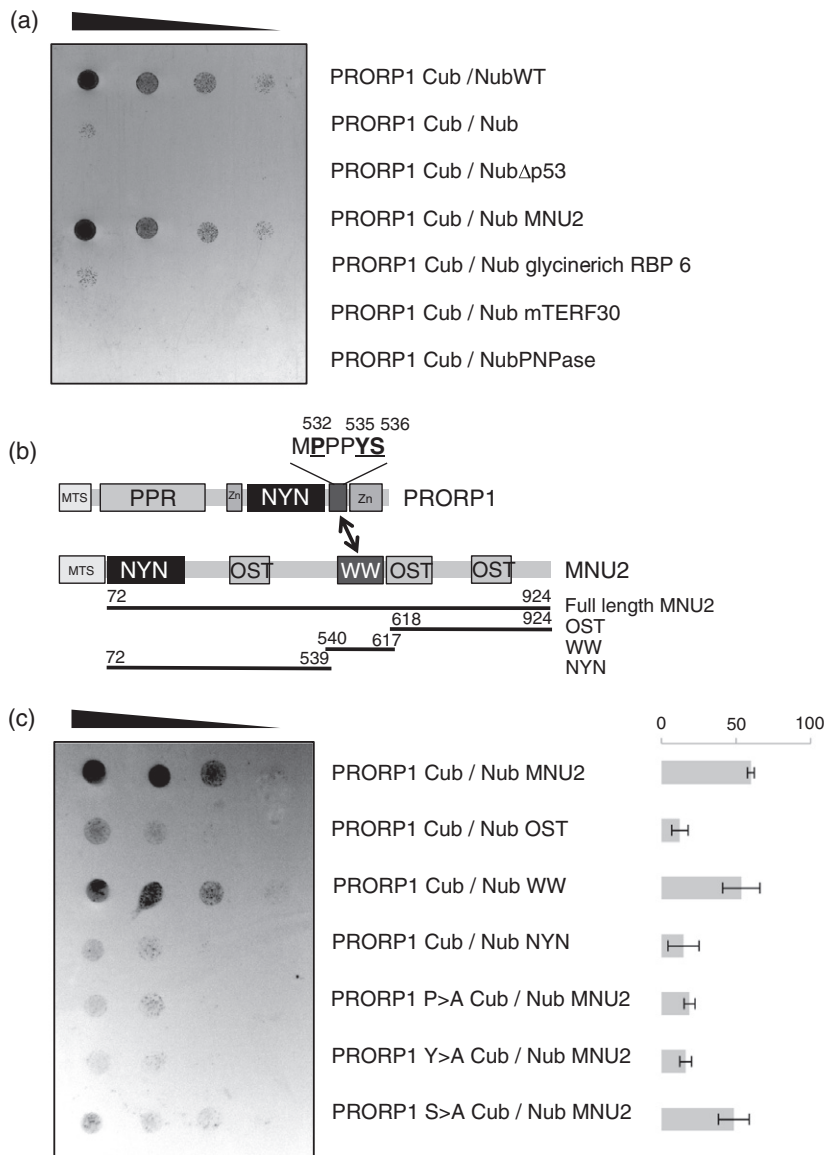 (a)
PRORP1 Cub /NubWT
PRORP1 Cub / Nub
PRORP1 Cub / NubΔp53
PRORP1 Cub / Nub MNU2
PRORP1 Cub / Nub glycinerich RBP 6
PRORP1 Cub / Nub mTERF30
PRORP1 Cub / NubPNPase
(b)
532 535 536
MPPPYS
MTS PPR Zn NYN Zn PRORP1
MTS NYN OST WW OST OST MNU2
72 924 Full length MNU2
618 924 OST
540 617 WW
72 539 NYN
(c)
0 50 100
PRORP1 Cub / Nub MNU2
PRORP1 Cub / Nub OST
PRORP1 Cub / Nub WW
PRORP1 Cub / Nub NYN
PRORP1 P>A Cub / Nub MNU2
PRORP1 Y>A Cub / Nub MNU2
PRORP1 S>A Cub / Nub MNU2